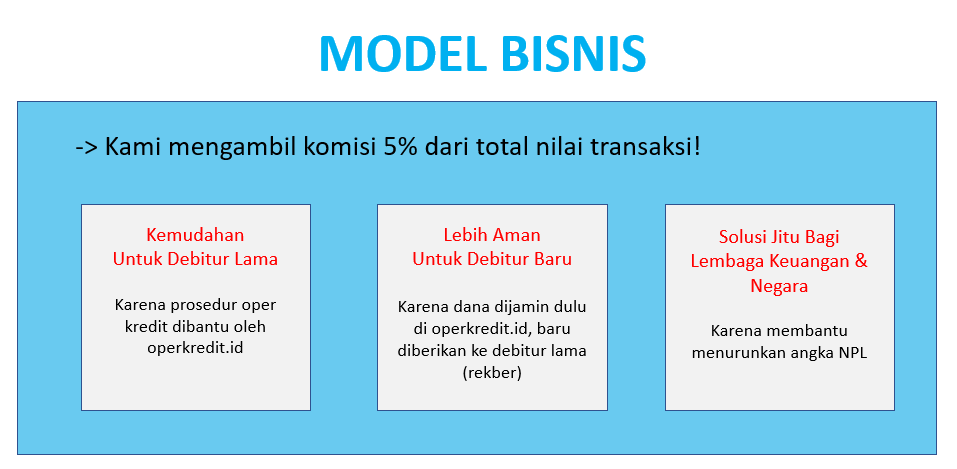 MODEL BISNIS
-> Kami mengambil komisi 5% dari total nilai transaksi!
Kemudahan
Untuk Debitur Lama
Karena prosedur oper
kredit dibantu oleh
operkredit.id
Lebih Aman
Untuk Debitur Baru
Karena dana dijamin dulu
di operkredit.id, baru
diberikan ke debitur lama
(rekber)
Solusi Jitu Bagi
Lembaga Keuangan &
Negara
Karena membantu
menurunkan angka NPL